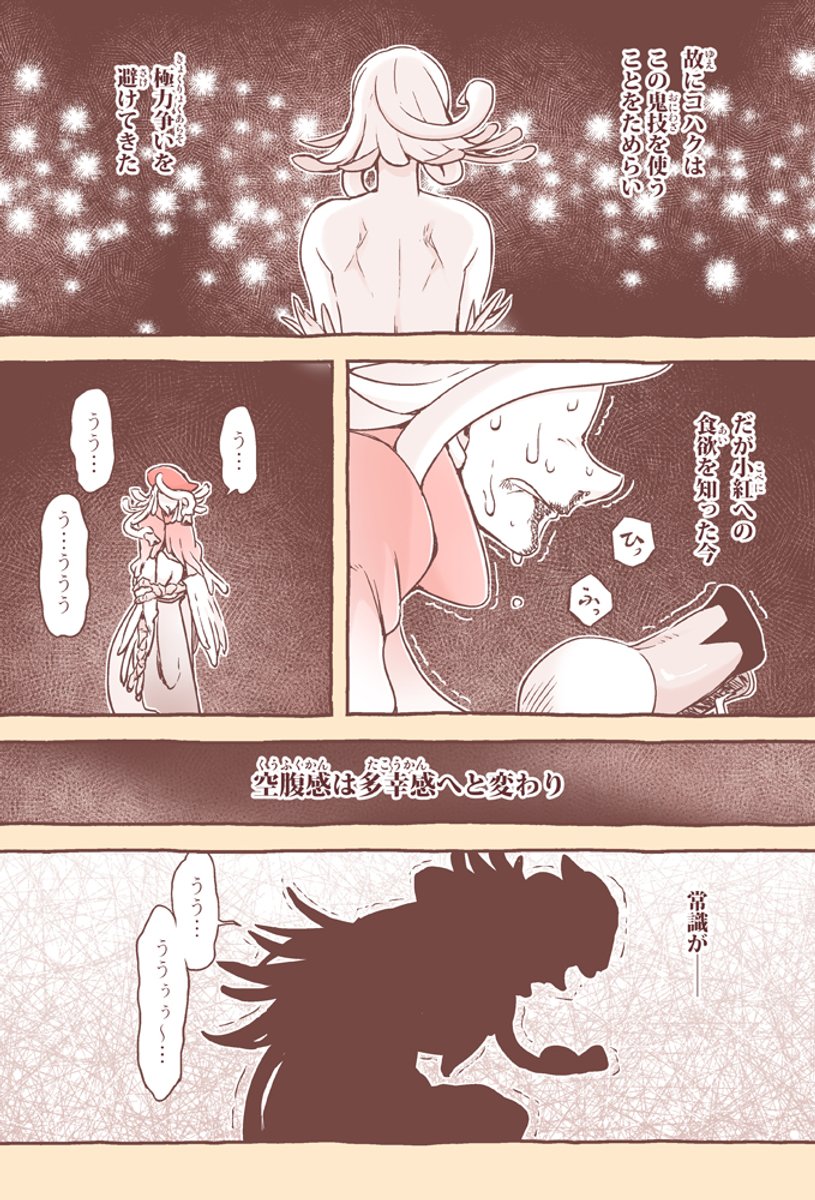 故にコハクは
この鬼技を使う
ことをためらい
極力争いを
避けてきた
だが小紅への
食欲を知った今
ひっ
ふっ
う…
うう…
う…ううう
空腹感は多幸感へと変わり
常識が──
うう…
ううぅぅ～…